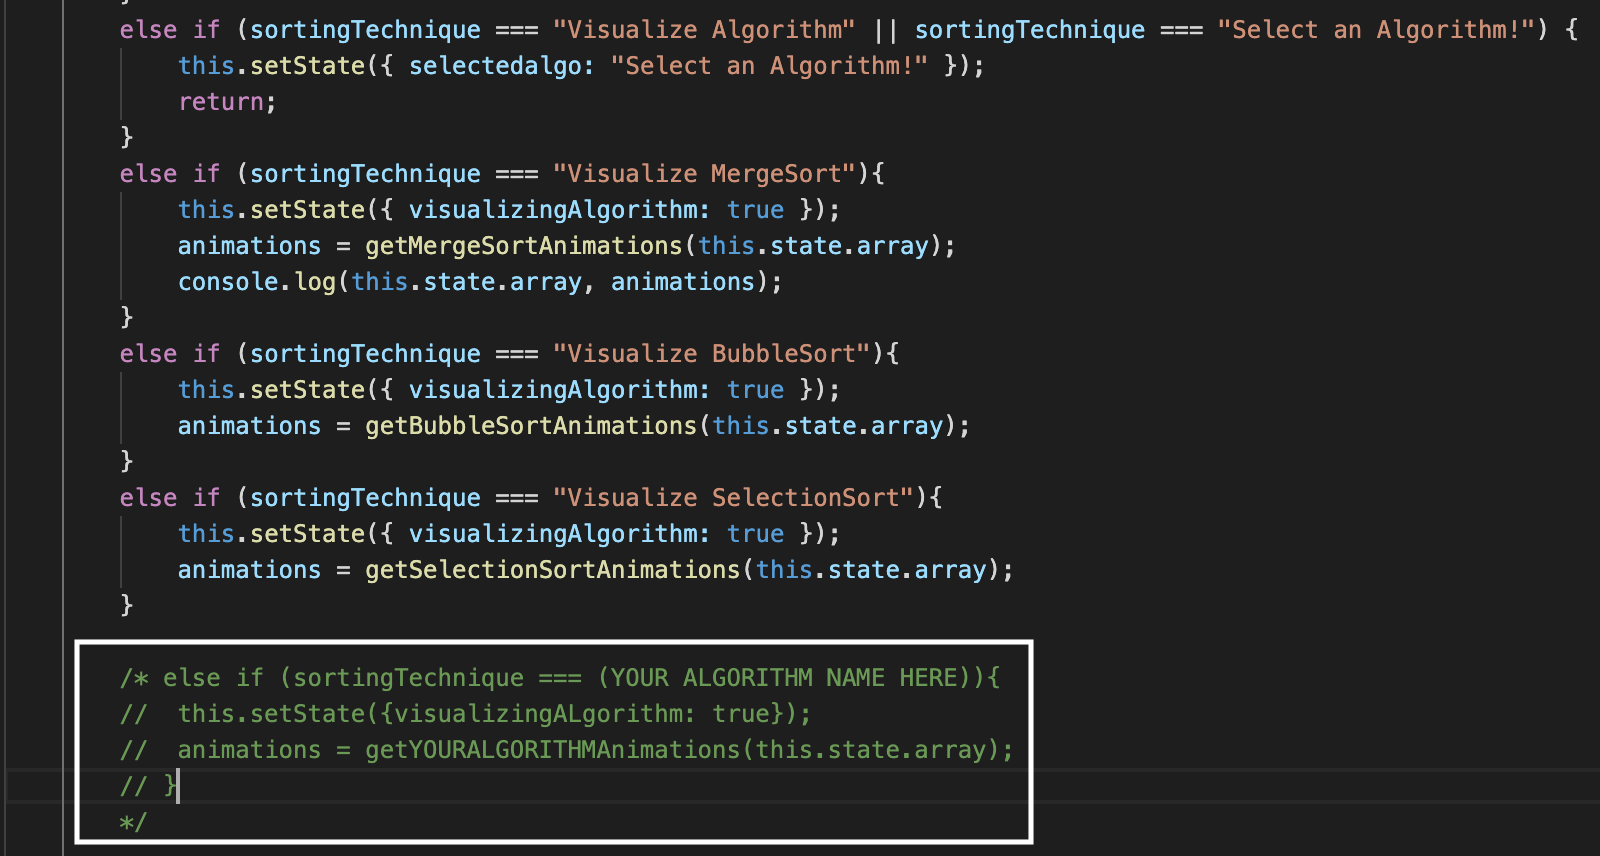 }
else if (sortingTechnique === "Visualize Algorithm" || sortingTechnique === "Select an Algorithm!") {
this.setState({ selectedalgo: "Select an Algorithm!" });
return;
}
else if (sortingTechnique === "Visualize MergeSort"){
this.setState({ visualizingAlgorithm: true });
animations = getMergeSortAnimations(this.state.array);
console.log(this.state.array, animations);
}
else if (sortingTechnique === "Visualize BubbleSort"){
this.setState({ visualizingAlgorithm: true });
animations = getBubbleSortAnimations(this.state.array);
}
else if (sortingTechnique === "Visualize SelectionSort"){
this.setState({ visualizingAlgorithm: true });
animations = getSelectionSortAnimations(this.state.array);
}
/* else if (sortingTechnique === (YOUR ALGORITHM NAME HERE)){
//  this.setState({visualizingALgorithm: true});
//  animations = getYOURALGORITHMAnimations(this.state.array);
// }
*/